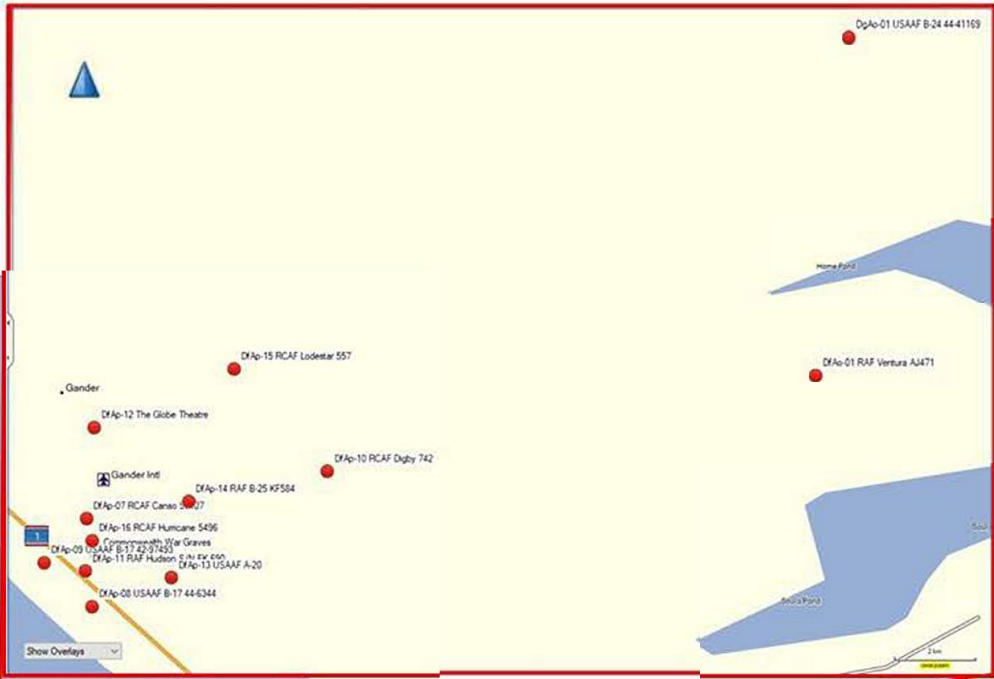 DgAo-01 USAAF B-24 44-41169
Home Pond
DfAp-15 RCAF Lodestar 557
DfAo-01 RAF Ventura AJ471
Gander
DfAp-12 The Globe Theatre
DfAp-10 RCAF Digby 742
Gander Intl
DfAp-14 RAF B-25 KF584
DfAp-07 RCAF Canso
DfAp-16 RCAF Hurricane 5496
1
Commonwealth War Graves
DfAp-09 USAAF B-17 42-97493
DfAp-11 RAF Hudson S/N FK 690
DfAp-13 USAAF A-20
DfAp-08 USAAF B-17 44-6344
Soulis Pond
Show Overlays
2 km